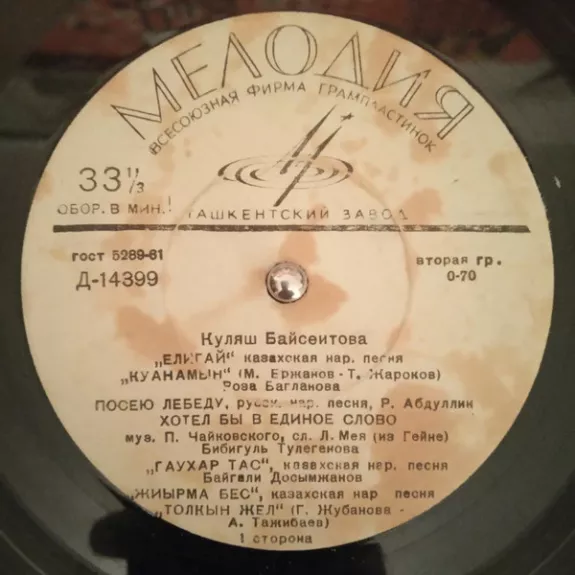 МЕЛОДИЯ
ВСЕСОЮЗНАЯ ФИРМА ГРАМПЛАСТИНОК
33 1/3
ОБОР. В МИН.
ТАШКЕНТСКИЙ ЗАВОД
гост 5289-61
Д-14399
вторая гр.
0-70
Куляш Байсеитова
„ЕЛИГАЙ“ казахская нар. песня
„КУАНАМЫН“ (М. Ержанов - Т. Жароков)
Роза Багланова
ПОСЕЮ ЛЕБЕДУ, русск. нар. песня, Р. Абдуллин
ХОТЕЛ БЫ В ЕДИНОЕ СЛОВО
муз. П. Чайковского, сл. Л. Мея (из Гейне)
Бибигуль Тулегенова
„ГАУХАР ТАС“, казахская нар. песня
Байгали Досымжанов
„ЖИЫРМА БЕС“, казахская нар песня
„ТОЛКЫН ЖЕЛ“ (Г. Жубанова -
А. Тажибаев)
1 сторона